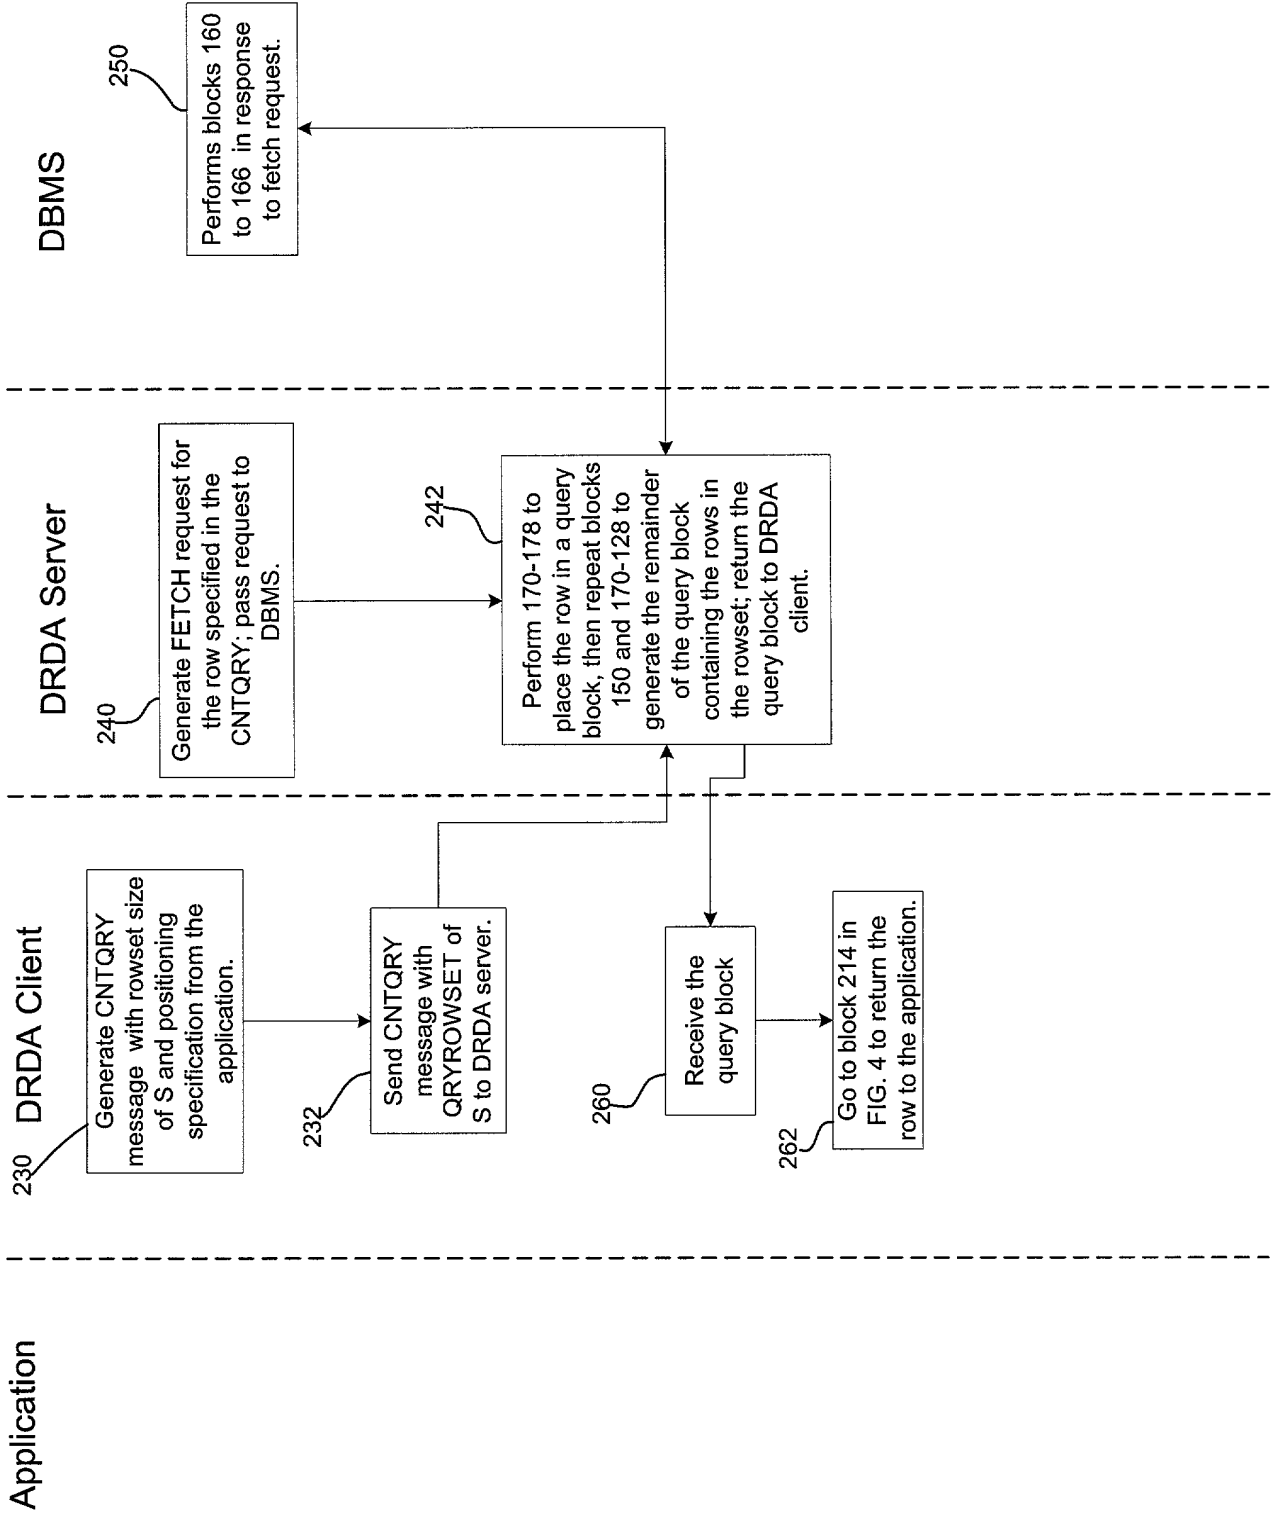 Application
DRDA Client
DRDA Server
DBMS
230
Generate CNTQRY
message with rowset size
of S and positioning
specification from the
application.
232
Send CNTQRY
message with
QRYROWSET of
S to DRDA server.
260
Receive the
query block
262
Go to block 214 in
FIG. 4 to return the
row to the application.
240
Generate FETCH request for
the row specified in the
CNTQRY; pass request to
DBMS.
242
Perform 170-178 to
place the row in a query
block, then repeat blocks
150 and 170-128 to
generate the remainder
of the query block
containing the rows in
the rowset; return the
query block to DRDA
client.
250
Performs blocks 160
to 166 in response
to fetch request.